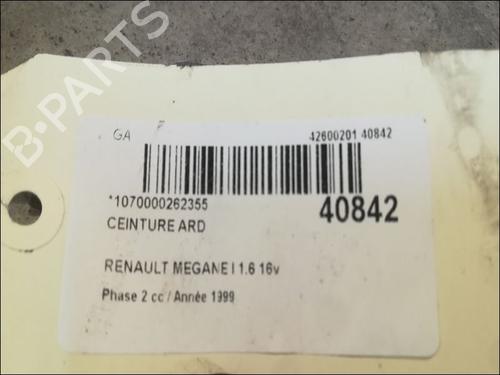 B-PARTS
GA
42600201 40842
*1070000262355
40842
CEINTURE ARD
RENAULT MEGANE I 1.6 16v
Phase 2 cc / Année 1999